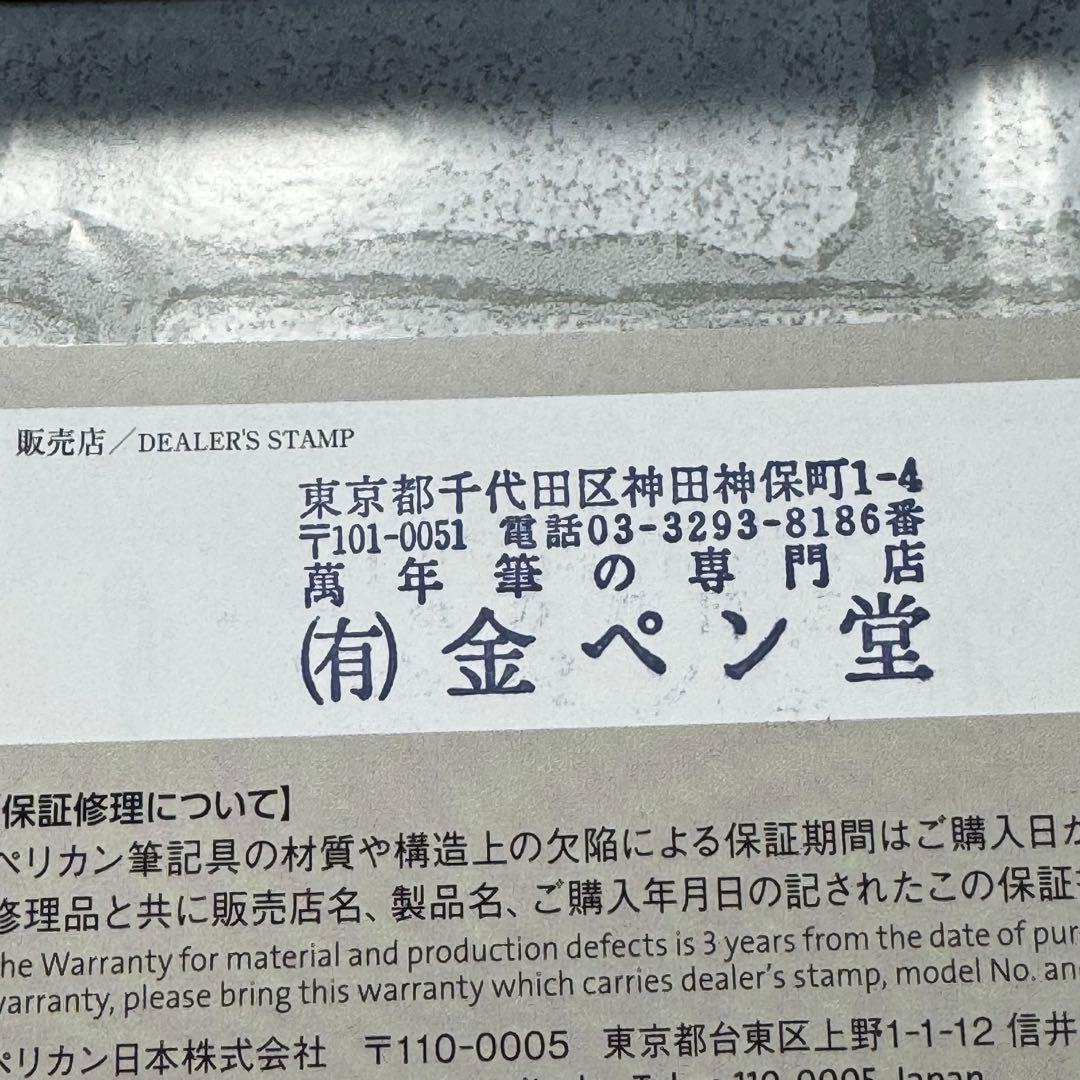 販売店／DEALER'S STAMP
東京都千代田区神田神保町1-4
〒101-0051 電話03-3293-8186番
萬年筆の専門店
(有)金ペン堂
保証修理について】
ペリカン筆記具の材質や構造上の欠陥による保証期間はご購入日か
修理品と共に販売店名、製品名、ご購入年月日の記されたこの保証
he Warranty for material and production defects is 3 years from the date of pur
warranty, please bring this warranty which carries dealer's stamp, model No. an
ペリカン日本株式会社 〒110-0005 東京都台東区上野1-1-12 信井
110-0005 Japan